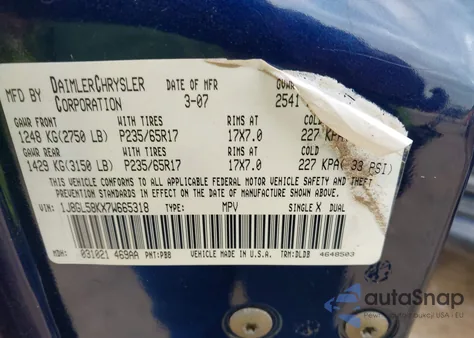 MFD BY DAIMLERCHRYSLER CORPORATION DATE OF MFR 3-07 GVWR 2541
GAWR FRONT WITH TIRES RIMS AT COLD
1248 KG(2750 LB) P235/65R17 17X7.0 227 KPA
GAWR REAR WITH TIRES RIMS AT COLD
1429 KG(3150 LB) P235/65R17 17X7.0 227 KPA( 33 PSI)
THIS VEHICLE CONFORMS TO ALL APPLICABLE FEDERAL MOTOR VEHICLE SAFETY AND THEFT
PREVENTION STANDARDS IN EFFECT ON THE DATE OF MANUFACTURE SHOWN ABOVE
VIN: 1J8GL58KX7W665318 TYPE: MPV SINGLE X DUAL
MDH: 031021 469AA PNT:PB8 VEHICLE MADE IN U.S.A. TRM:DLDB 4648503
autoSnap